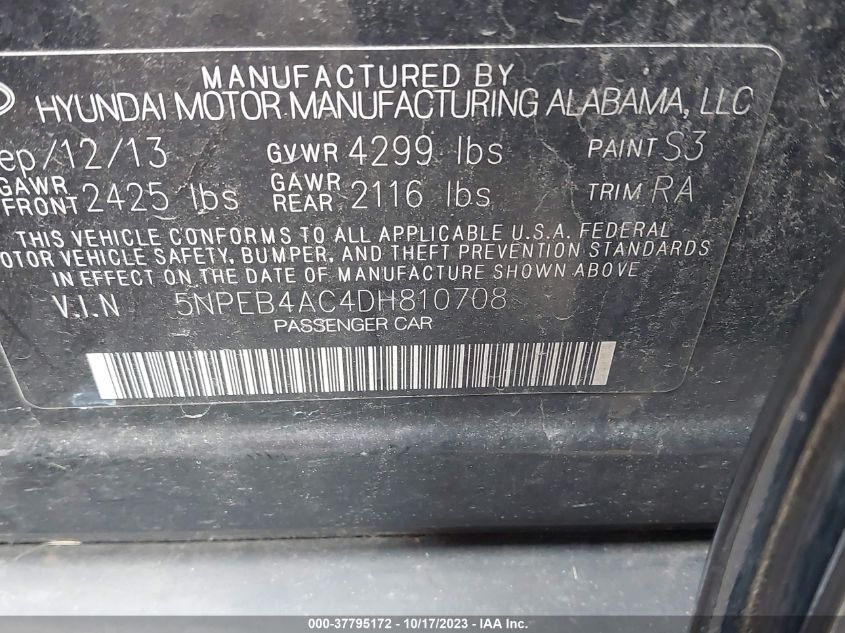 MANUFACTURED BY
HYUNDAI MOTOR MANUFACTURING ALABAMA, LLC
ep/12/13 GVWR 4299 lbs PAINT S3
GAWR FRONT 2425 lbs GAWR REAR 2116 lbs TRIM RA
THIS VEHICLE CONFORMS TO ALL APPLICABLE U.S.A. FEDERAL
OTOR VEHICLE SAFETY, BUMPER, AND THEFT PREVENTION STANDARDS
IN EFFECT ON THE DATE OF MANUFACTURE SHOWN ABOVE
V.I.N 5NPEB4AC4DH810708
PASSENGER CAR
000-37795172 - 10/17/2023 - IAA Inc.